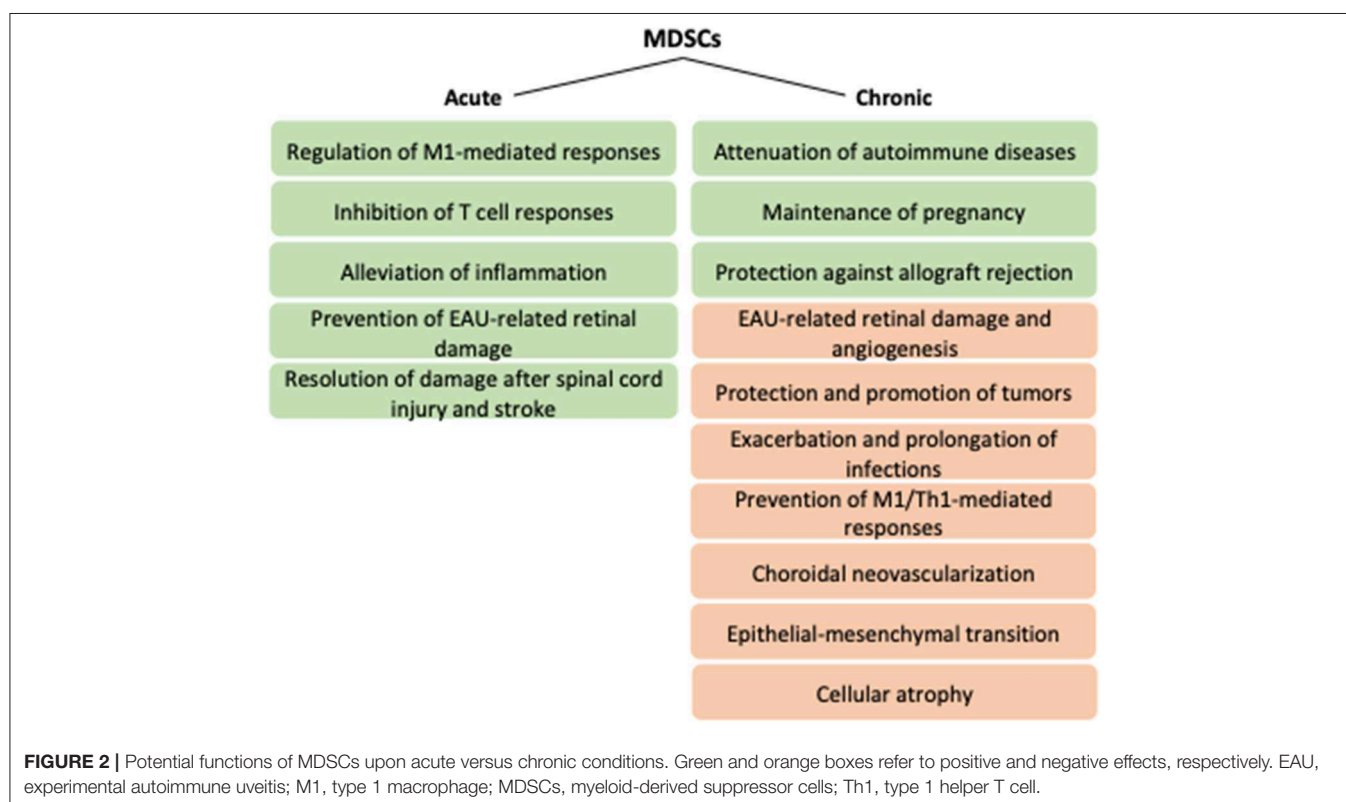 MDSCs
Acute
Chronic
Regulation of M1-mediated responses
Inhibition of T cell responses
Alleviation of inflammation
Prevention of EAU-related retinal
damage
Resolution of damage after spinal cord
injury and stroke
Attenuation of autoimmune diseases
Maintenance of pregnancy
Protection against allograft rejection
EAU-related retinal damage and
angiogenesis
Protection and promotion of tumors
Exacerbation and prolongation of
infections
Prevention of M1/Th1-mediated
responses
Choroidal neovascularization
Epithelial-mesenchymal transition
Cellular atrophy
FIGURE 2 | Potential functions of MDSCs upon acute versus chronic conditions. Green and orange boxes refer to positive and negative effects, respectively. EAU,
experimental autoimmune uveitis; M1, type 1 macrophage; MDSCs, myeloid-derived suppressor cells; Th1, type 1 helper T cell.